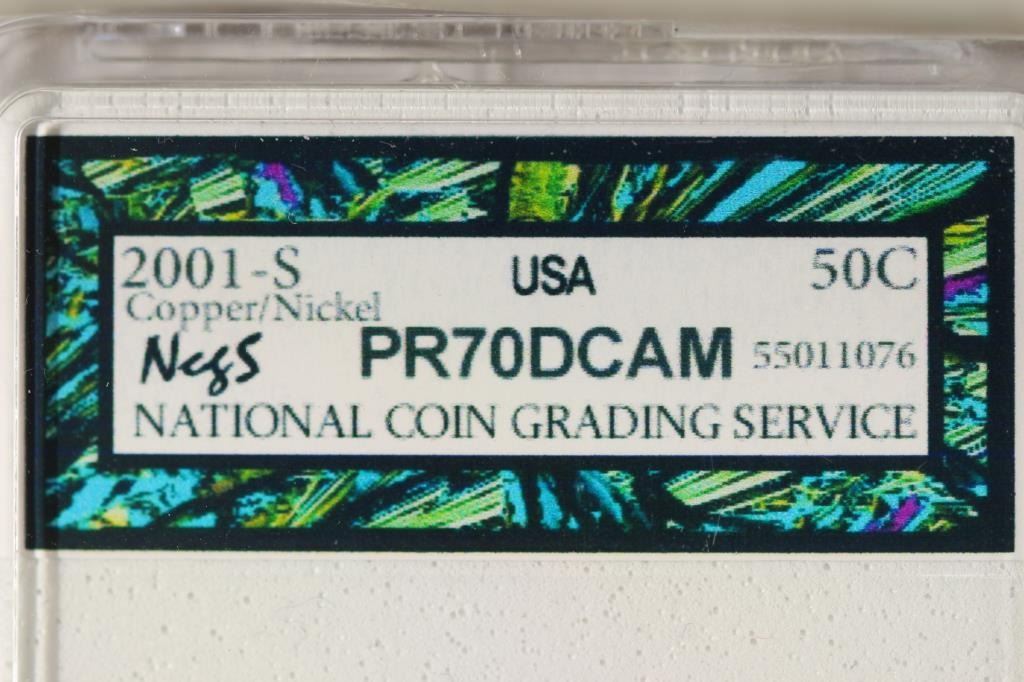 2001-S USA 50C
Copper/Nickel
NcgS PR70DCAM 55011076
NATIONAL COIN GRADING SERVICE